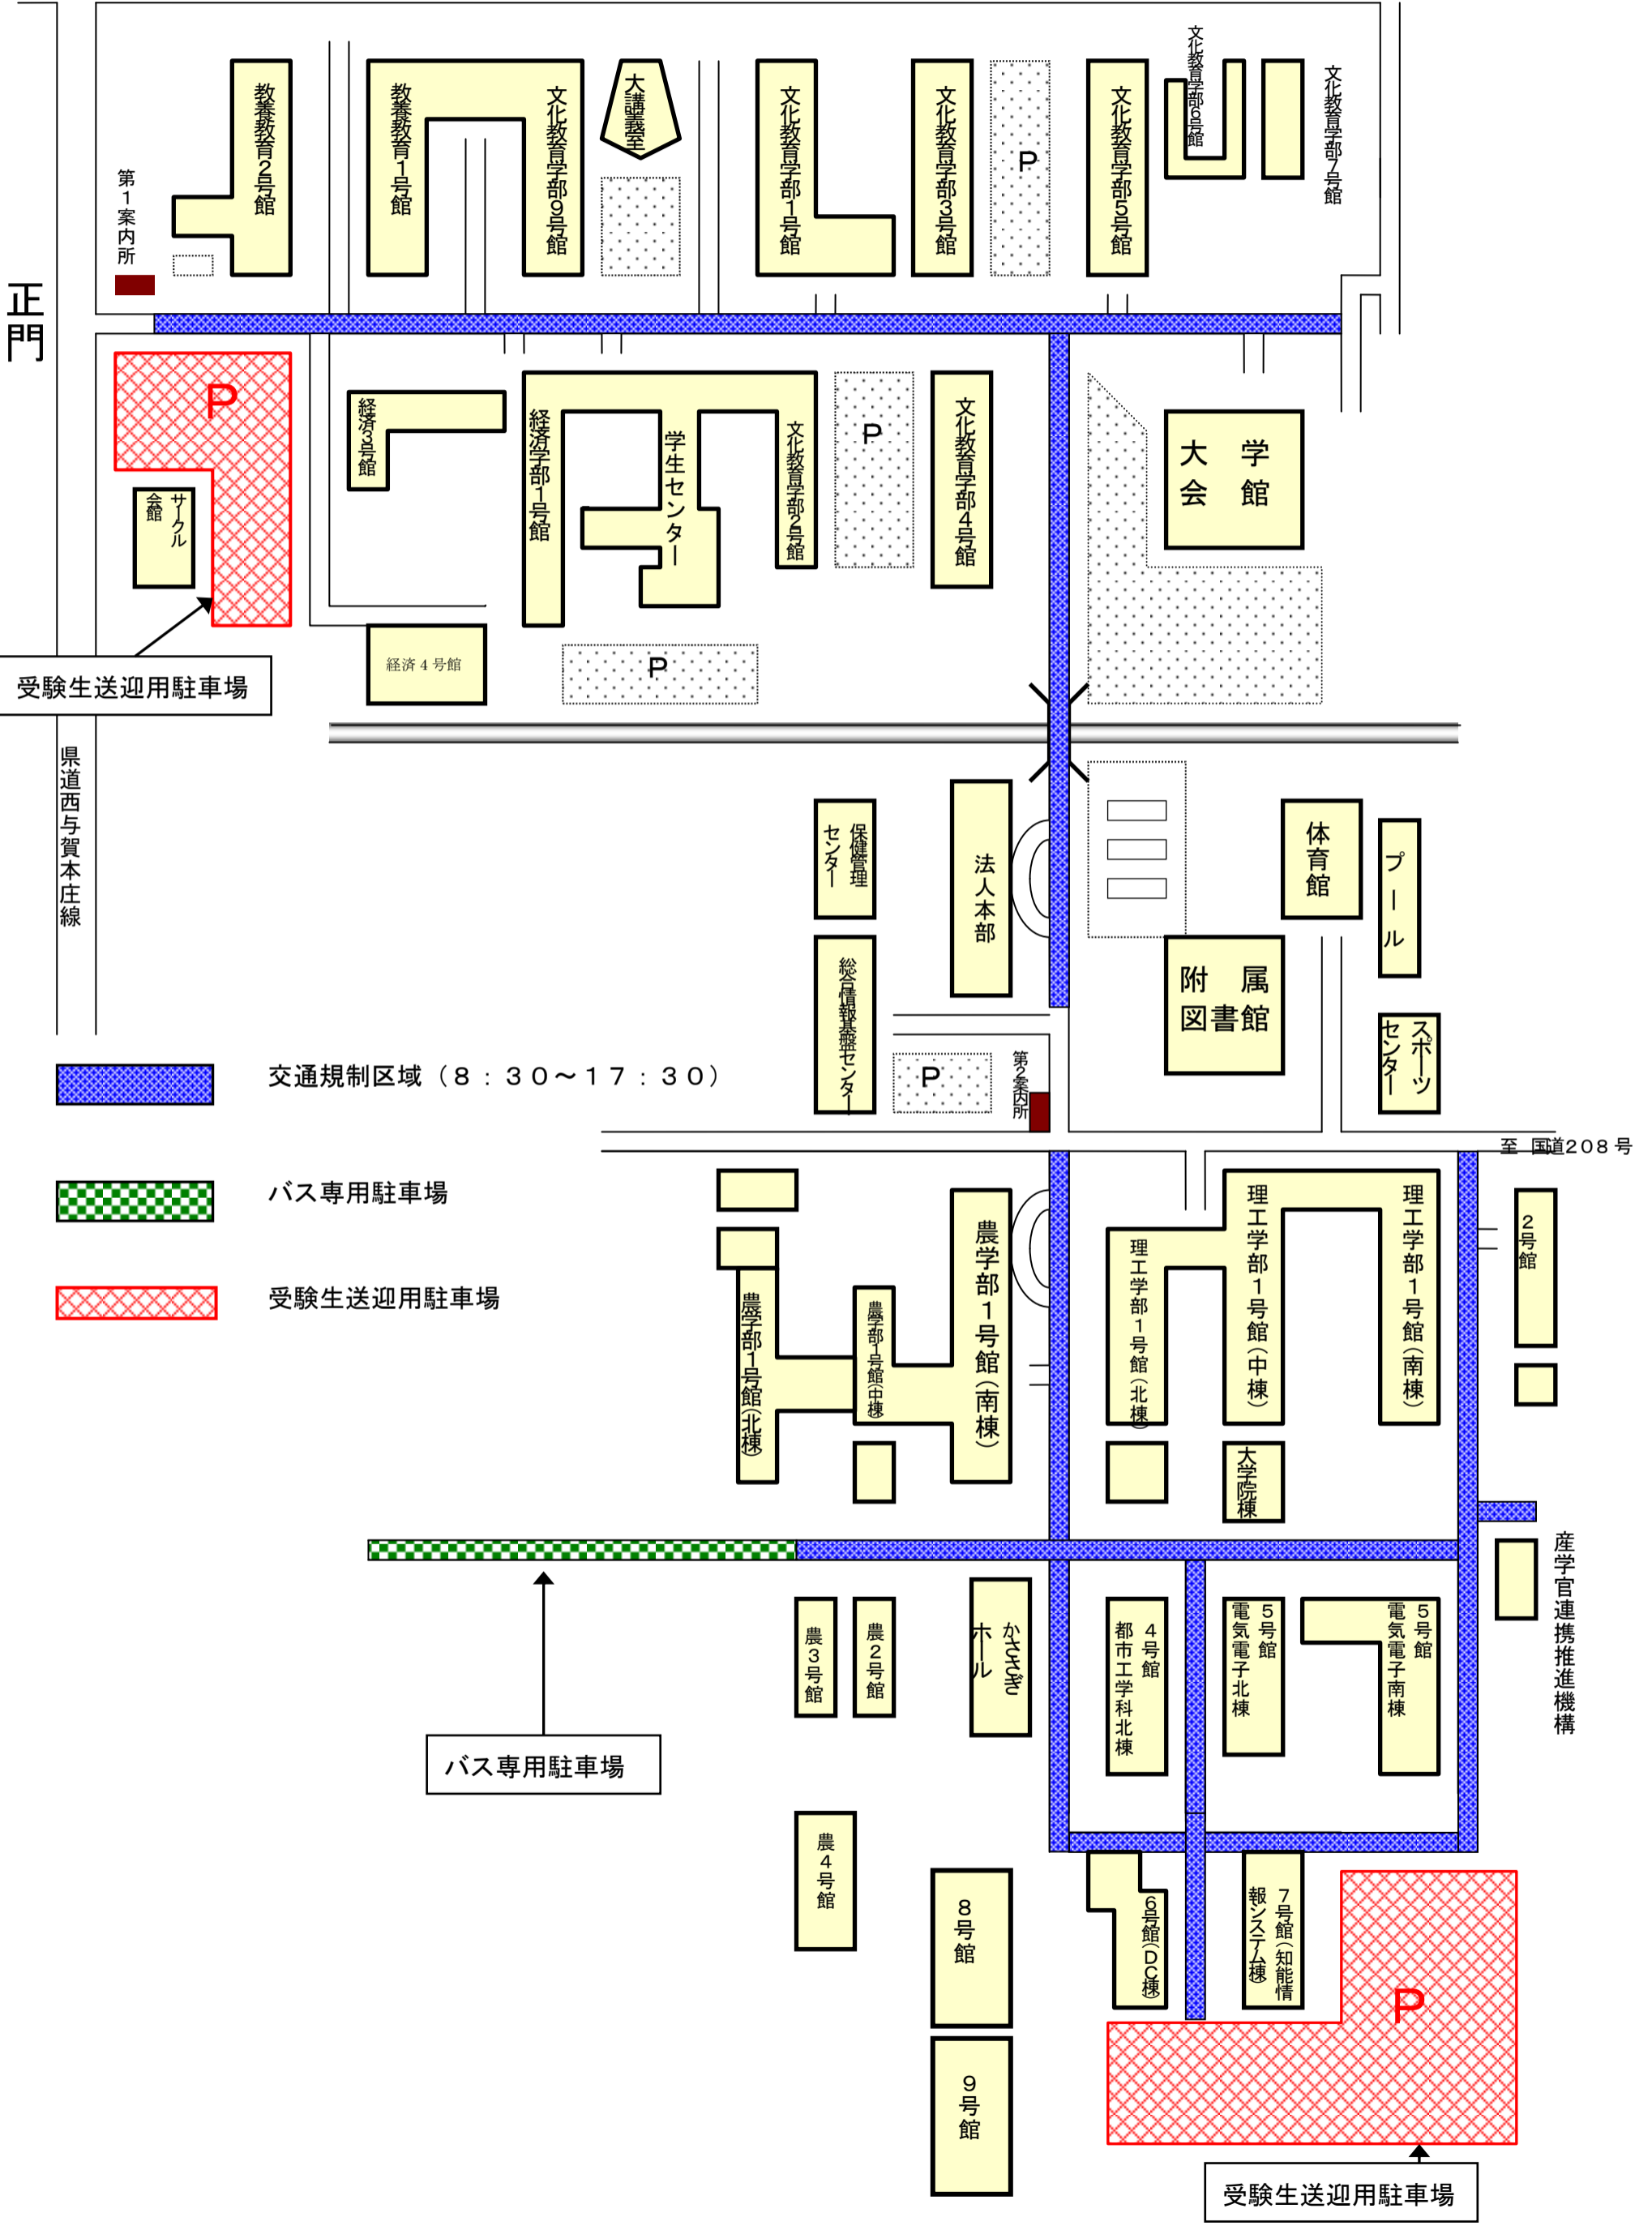 正門
第１案内所
教養教育２号館
教養教育１号館
文化教育学部９号館
大講義室
文化教育学部１号館
文化教育学部３号館
P
文化教育学部５号館
文化教育学部６号館
文化教育学部７号館
P
サークル
会館
経済３号館
経済学部１号館
学生センター
文化教育学部２号館
P
文化教育学部４号館
大　学
会　館
受験生送迎用駐車場
経済４号館
P
県道西与賀本庄線
保健管理
センター
法人本部
体育館
プール
総合情報基盤センター
附　属
図書館
スポーツ
センター
P
第２案内所
至　国道２０８号
交通規制区域（８：３０～１７：３０）
バス専用駐車場
受験生送迎用駐車場
農学部１号館（北棟）
農学部１号館（中棟）
農学部１号館（南棟）
理工学部１号館（北棟）
理工学部１号館（中棟）
理工学部１号館（南棟）
２号館
大学院棟
産学官連携推進機構
バス専用駐車場
農３号館
農２号館
かささぎ
ホール
４号館
都市工学科北棟
５号館
電気電子北棟
５号館
電気電子南棟
農４号館
８号館
９号館
６号館（ＤＣ棟）
７号館（知能情
報システム棟）
P
受験生送迎用駐車場